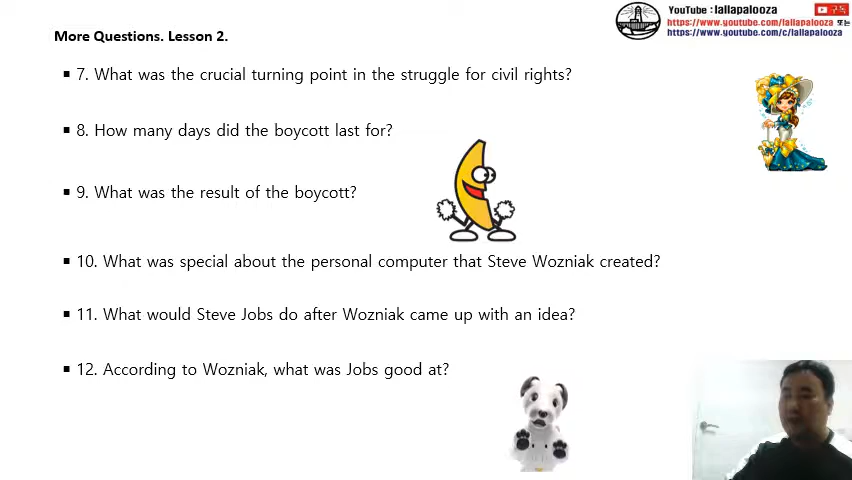 YouTube : lallapalooza
구독
https://www.youtube.com/lallapalooza 또는
https://www.youtube.com/c/lallapalooza
More Questions. Lesson 2.
▪ 7. What was the crucial turning point in the struggle for civil rights?
▪ 8. How many days did the boycott last for?
▪ 9. What was the result of the boycott?
▪ 10. What was special about the personal computer that Steve Wozniak created?
▪ 11. What would Steve Jobs do after Wozniak came up with an idea?
▪ 12. According to Wozniak, what was Jobs good at?